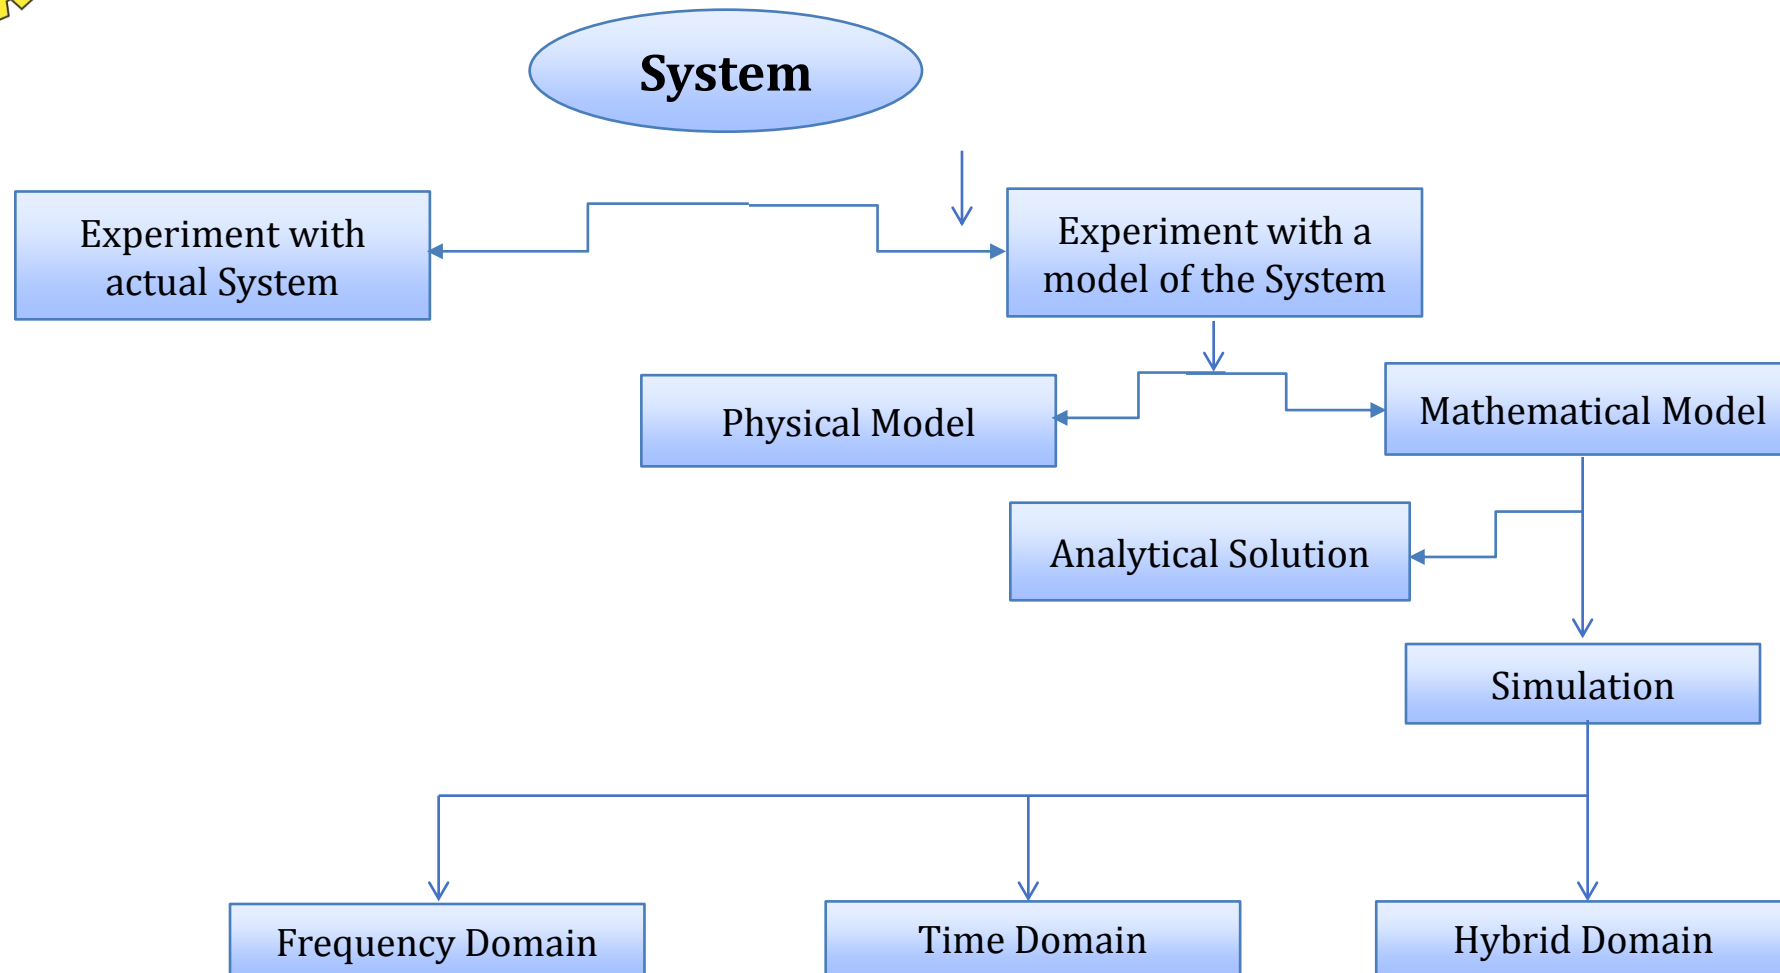 System
Experiment with
actual System
Experiment with a
model of the System
Physical Model
Mathematical Model
Analytical Solution
Simulation
Frequency Domain
Time Domain
Hybrid Domain